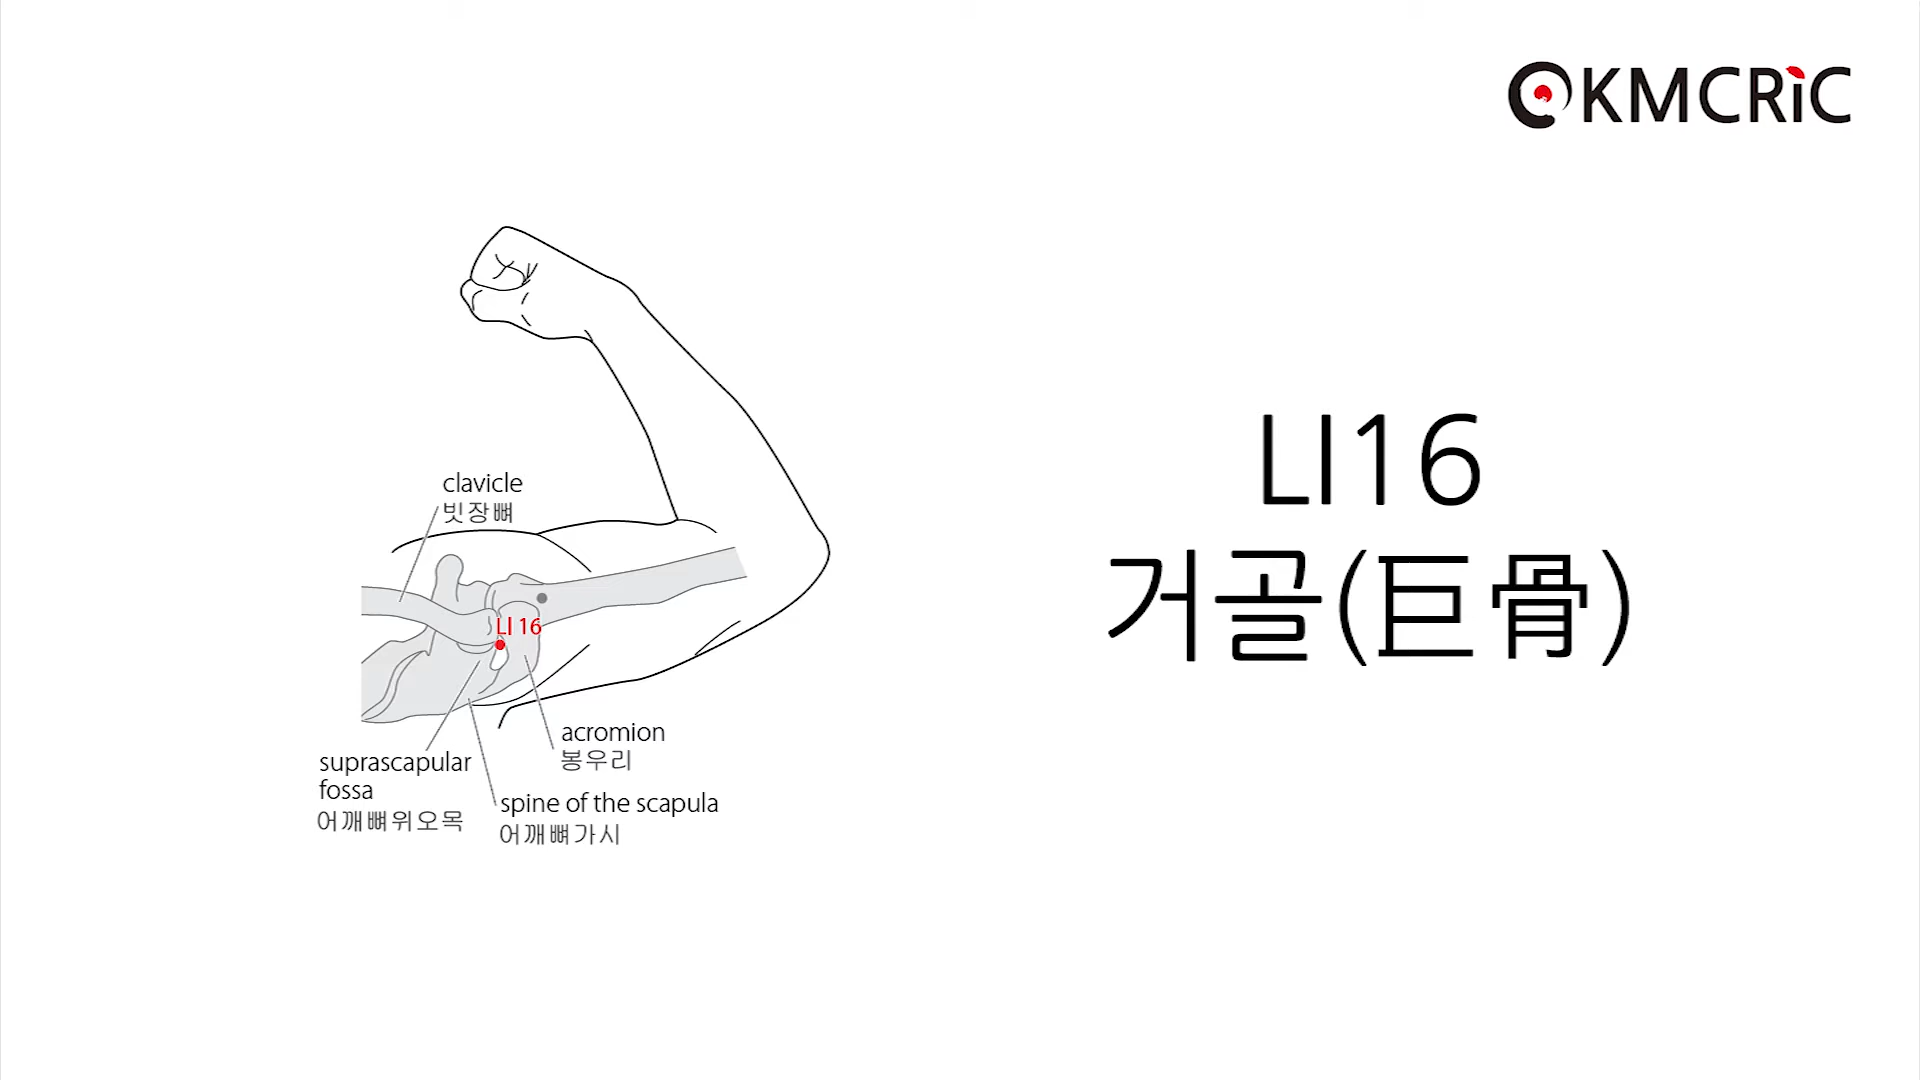 KMCRiC
LI16
거골(巨骨)
clavicle
빗장뼈
LI 16
acromion
봉우리
suprascapular
fossa
어깨뼈위오목
spine of the scapula
어깨뼈가시